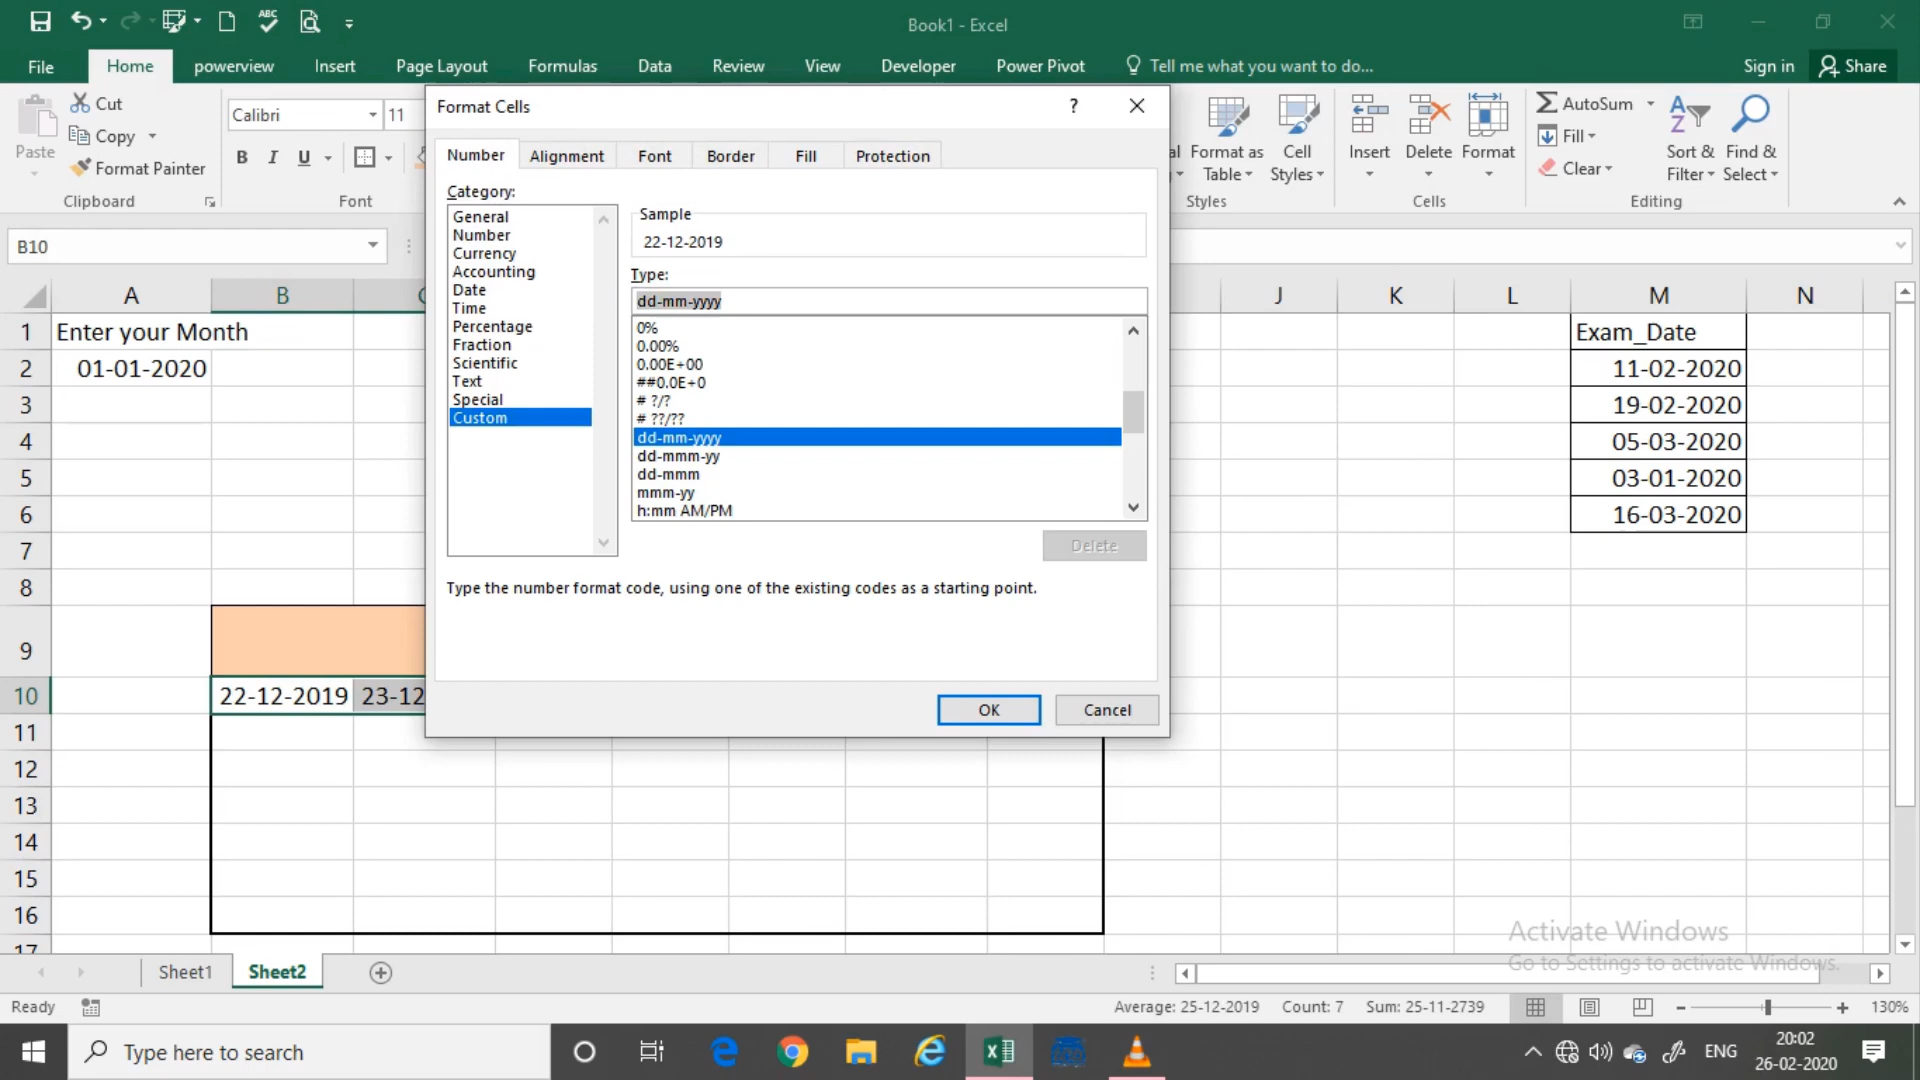 Book1 - Excel
File Home powerview Insert Page Layout Formulas Data Review View Developer Power Pivot Tell me what you want to do... Sign in Share
Paste
Cut
Copy
Format Painter
Clipboard
Calibri 11
B I U
Font
Format as Table
Cell Styles
Styles
Insert Delete Format
Cells
AutoSum
Fill
Clear
Sort & Filter
Find & Select
Editing
B10
Format Cells ?
Number Alignment Font Border Fill Protection
Category:
General
Number
Currency
Accounting
Date
Time
Percentage
Fraction
Scientific
Text
Special
Custom
Sample
22-12-2019
Type:
dd-mm-yyyy
0%
0.00%
0.00E+00
##0.0E+0
# ?/?
# ??/??
dd-mm-yyyy
dd-mmm-yy
dd-mmm
mmm-yy
h:mm AM/PM
Delete
Type the number format code, using one of the existing codes as a starting point.
OK Cancel
A B J K L M N
1 Enter your Month Exam_Date
2 01-01-2020 11-02-2020
3 19-02-2020
4 05-03-2020
5 03-01-2020
6 16-03-2020
7
8
9
10 22-12-2019 23-12
11
12
13
14
15
16
17
Activate Windows
Go to Settings to activate Windows.
Sheet1 Sheet2
Ready Average: 25-12-2019 Count: 7 Sum: 25-11-2739 130%
Type here to search ENG 20:02
26-02-2020